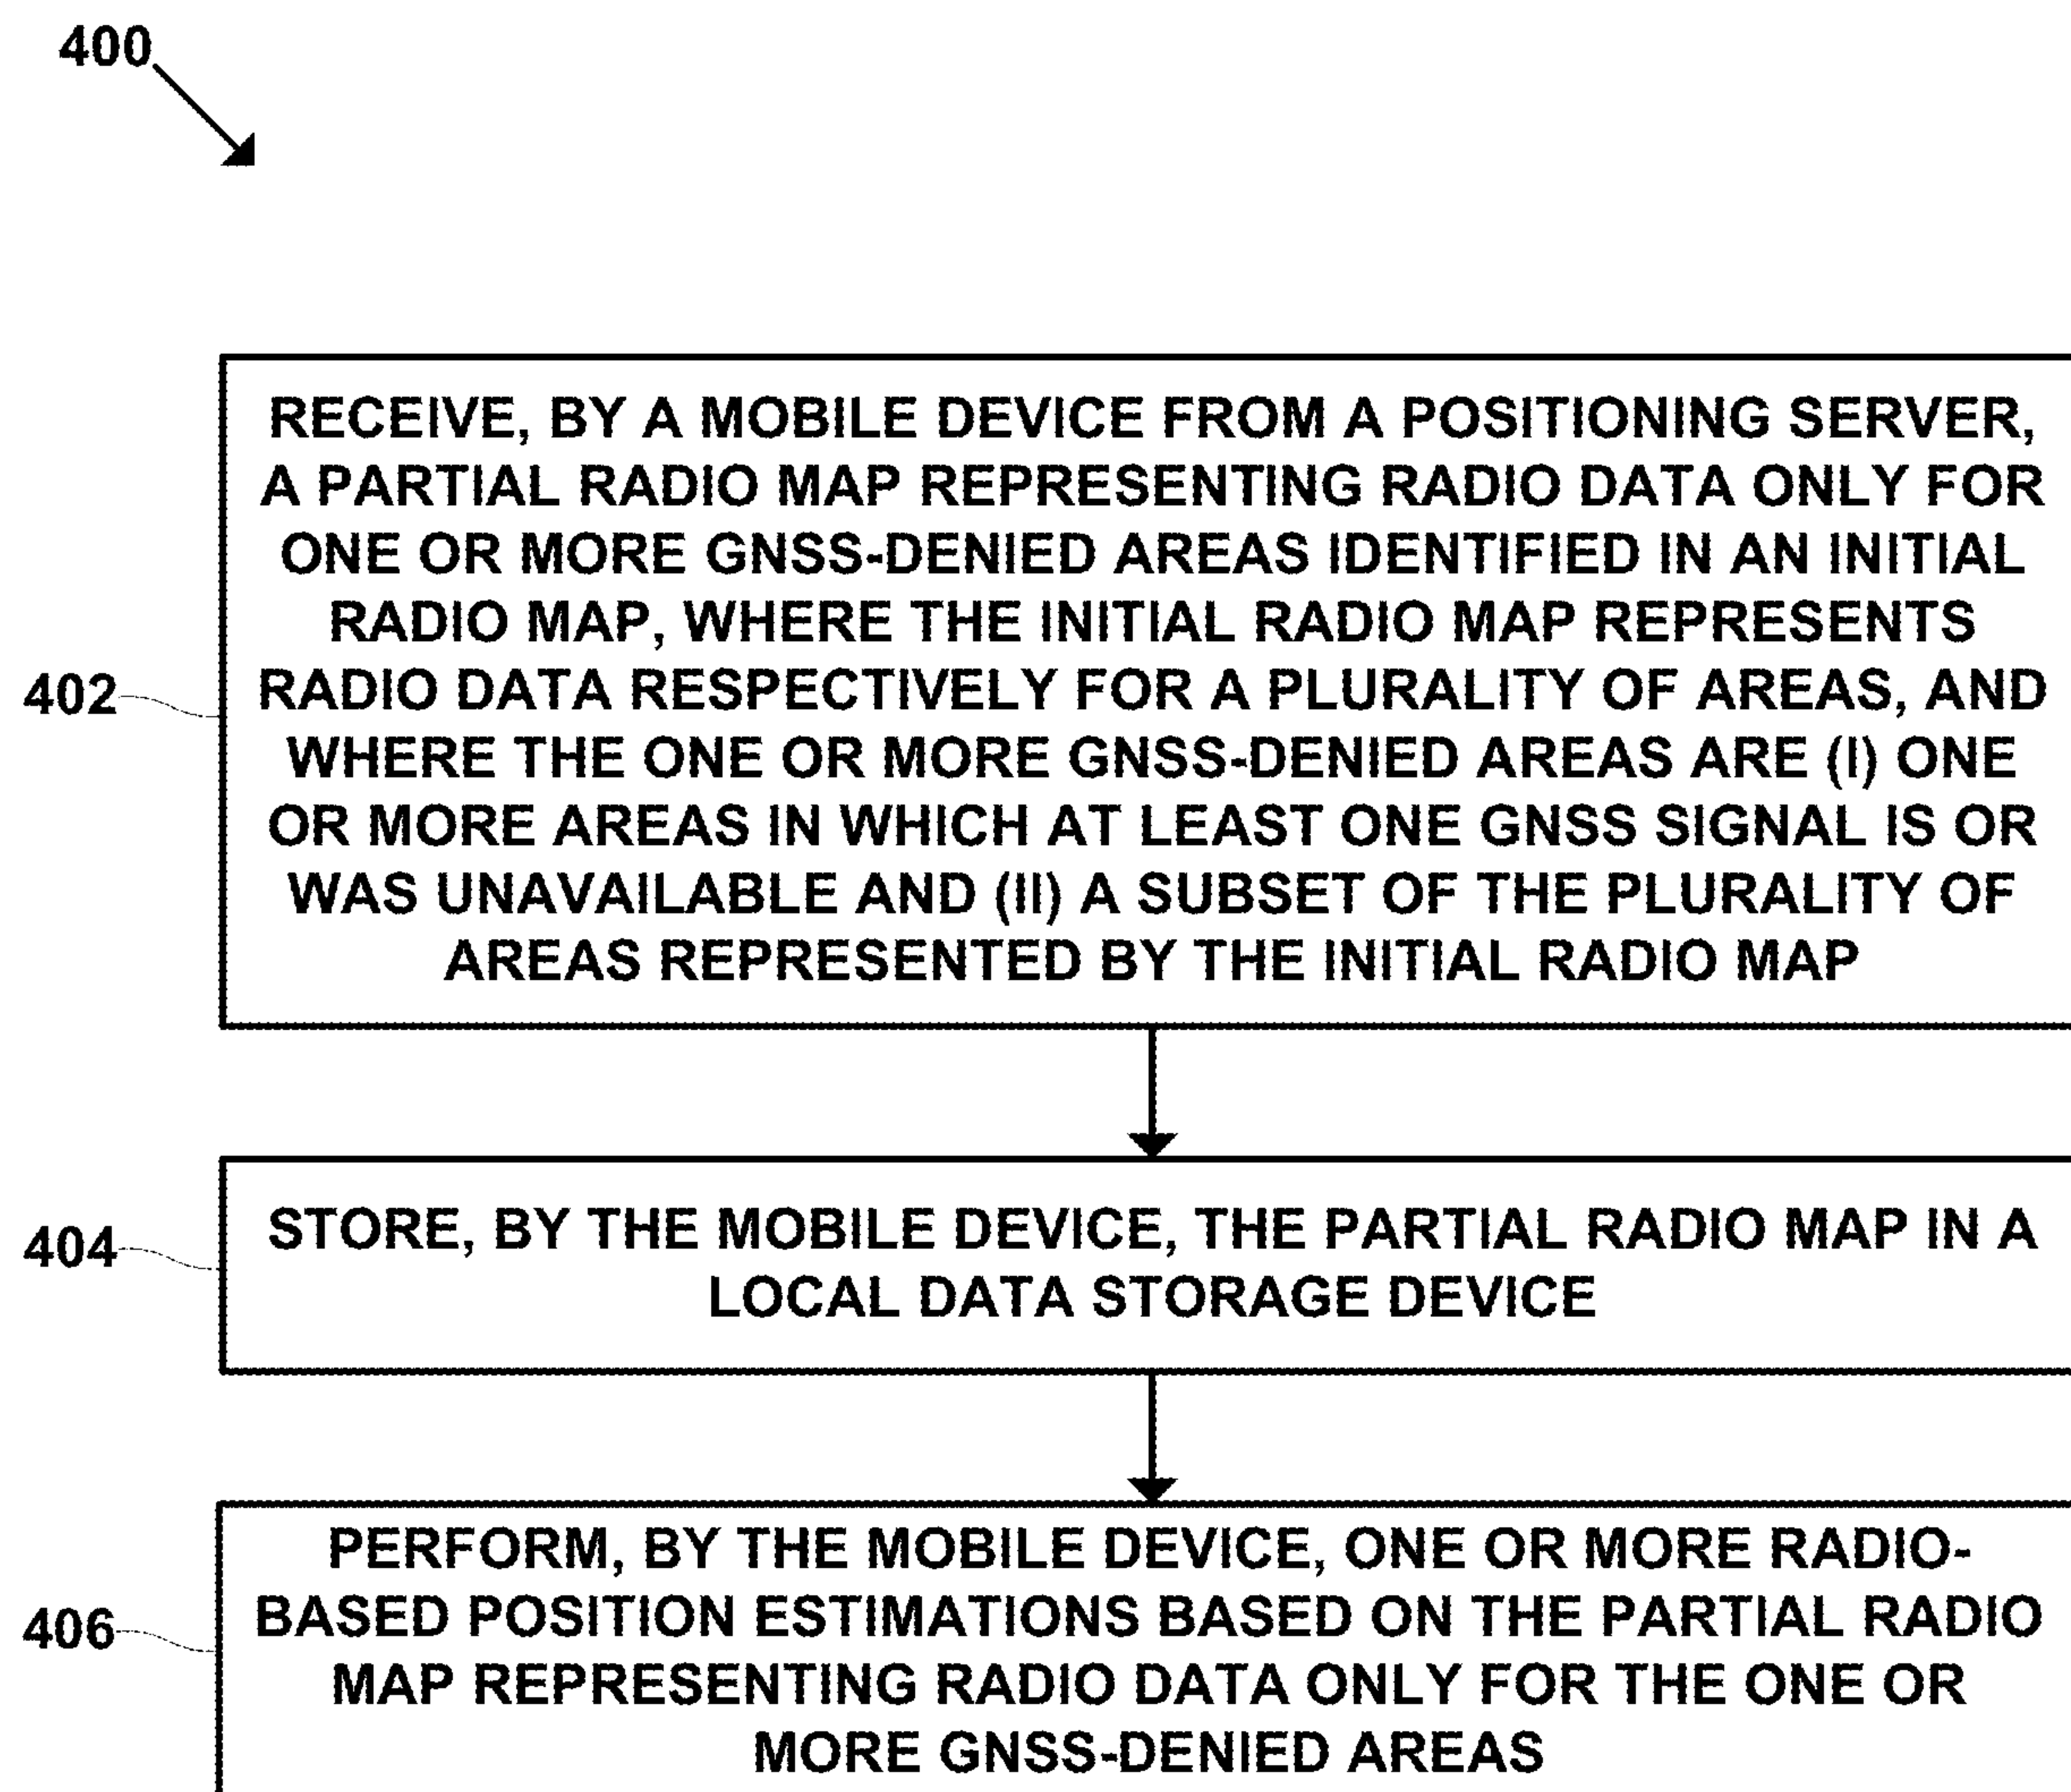 400
RECEIVE, BY A MOBILE DEVICE FROM A POSITIONING SERVER,
A PARTIAL RADIO MAP REPRESENTING RADIO DATA ONLY FOR
ONE OR MORE GNSS-DENIED AREAS IDENTIFIED IN AN INITIAL
RADIO MAP, WHERE THE INITIAL RADIO MAP REPRESENTS
402
RADIO DATA RESPECTIVELY FOR A PLURALITY OF AREAS, AND
WHERE THE ONE OR MORE GNSS-DENIED AREAS ARE (I) ONE
OR MORE AREAS IN WHICH AT LEAST ONE GNSS SIGNAL IS OR
WAS UNAVAILABLE AND (II) A SUBSET OF THE PLURALITY OF
AREAS REPRESENTED BY THE INITIAL RADIO MAP
404
STORE, BY THE MOBILE DEVICE, THE PARTIAL RADIO MAP IN A
LOCAL DATA STORAGE DEVICE
406
PERFORM, BY THE MOBILE DEVICE, ONE OR MORE RADIO-
BASED POSITION ESTIMATIONS BASED ON THE PARTIAL RADIO
MAP REPRESENTING RADIO DATA ONLY FOR THE ONE OR
MORE GNSS-DENIED AREAS